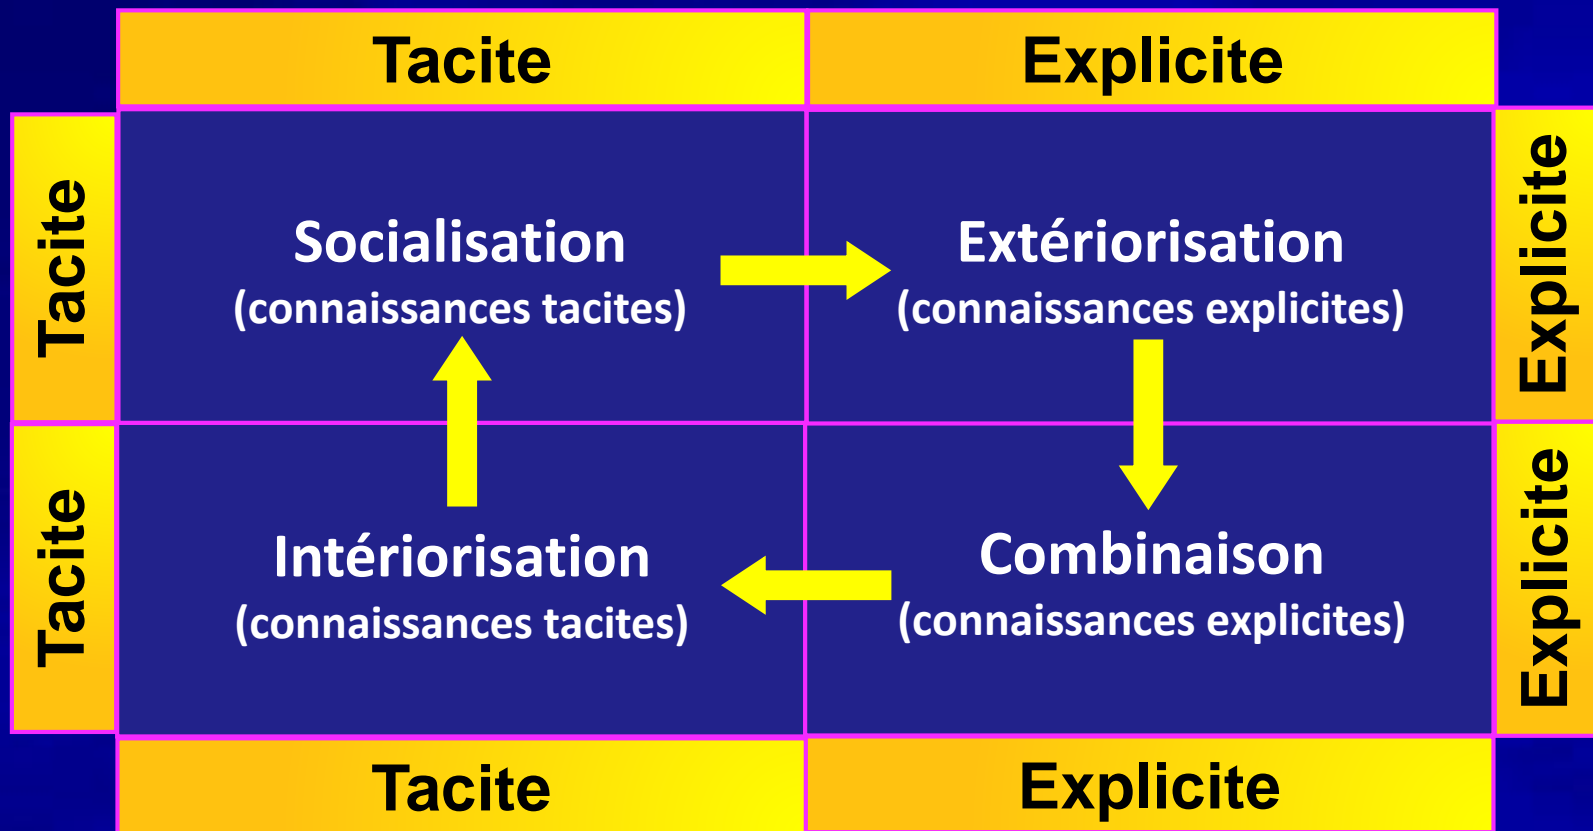 Tacite
Explicite
Tacite
Socialisation
(connaissances tacites)
Extériorisation
(connaissances explicites)
Explicite
Tacite
Intériorisation
(connaissances tacites)
Combinaison
(connaissances explicites)
Explicite
Tacite
Explicite